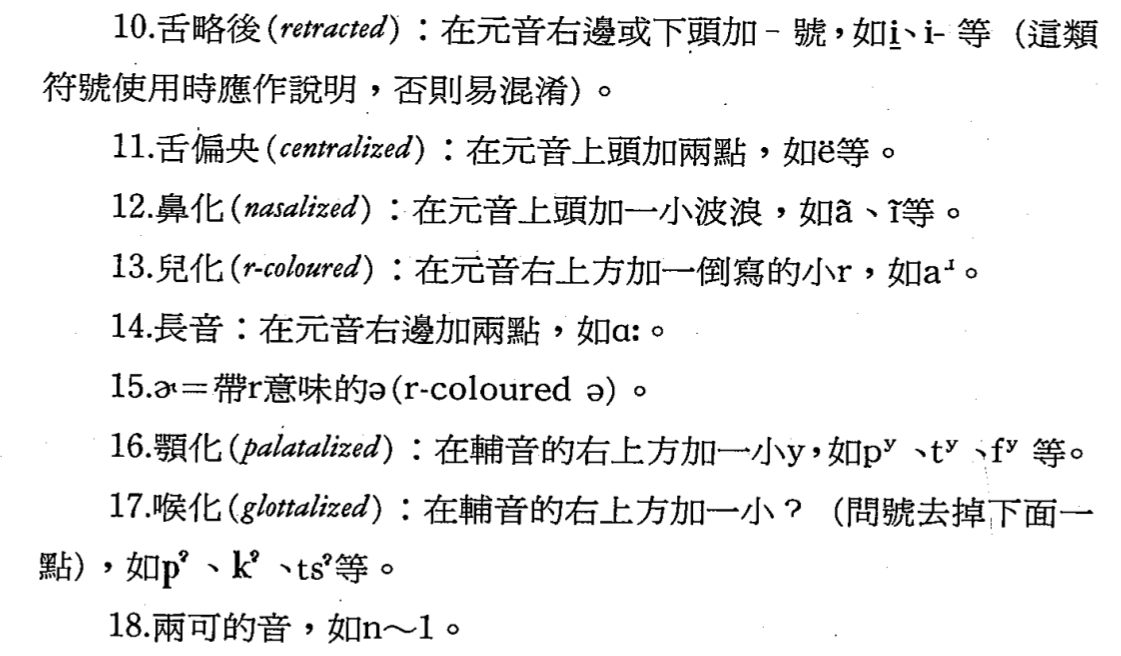 10.舌略後(retracted)：在元音右邊或下頭加－號，如i̱、i- 等（這類
符號使用時應作說明，否則易混淆）。
11.舌偏央(centralized)：在元音上頭加兩點，如ë等。
12.鼻化(nasalized)：在元音上頭加一小波浪，如ã、ĩ等。
13.兒化(r-coloured)：在元音右上方加一倒寫的小r，如aʴ。
14.長音：在元音右邊加兩點，如ɑ:。
15.ɚ＝帶r意味的ə(r-coloured ə)。
16.顎化(palatalized)：在輔音的右上方加一小y，如pʸ、tʸ、fʸ 等。
17.喉化(glottalized)：在輔音的右上方加一小？（問號去掉下面一
點），如pˀ、kˀ、tsˀ等。
18.兩可的音，如n～l。